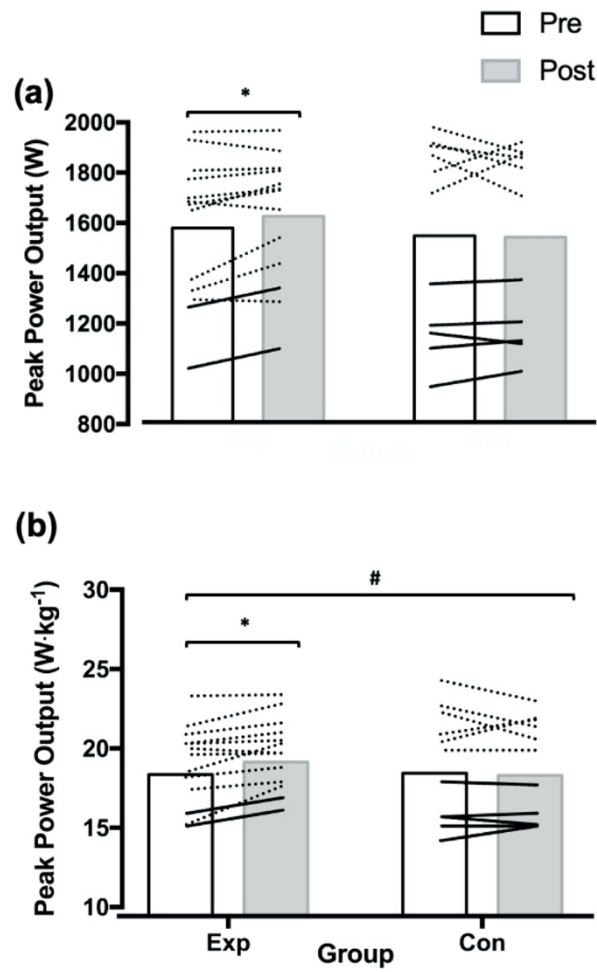 Pre
Post
(a)
*
Peak Power Output (W)
2000
1800
1600
1400
1200
1000
800
(b)
#
*
Peak Power Output (W·kg-1)
30
25
20
15
10
Exp
Con
Group